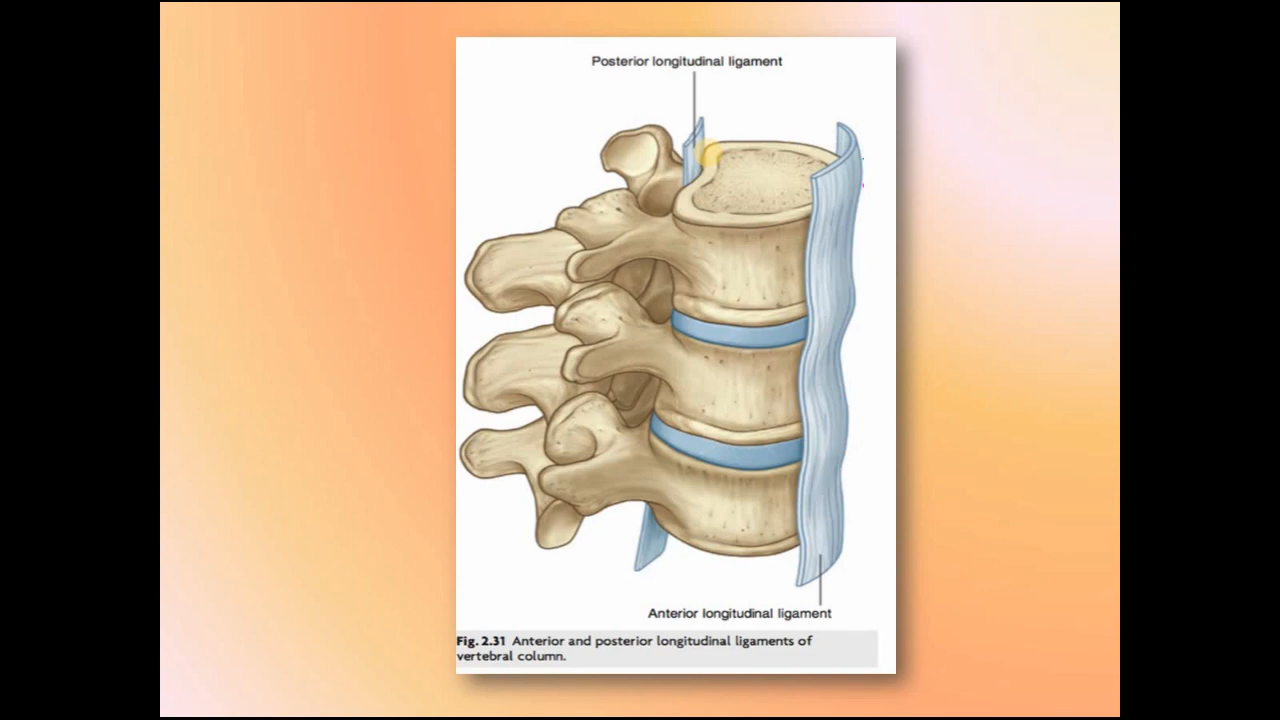 Posterior longitudinal ligament
Anterior longitudinal ligament
Fig. 2.31 Anterior and posterior longitudinal ligaments of
vertebral column.